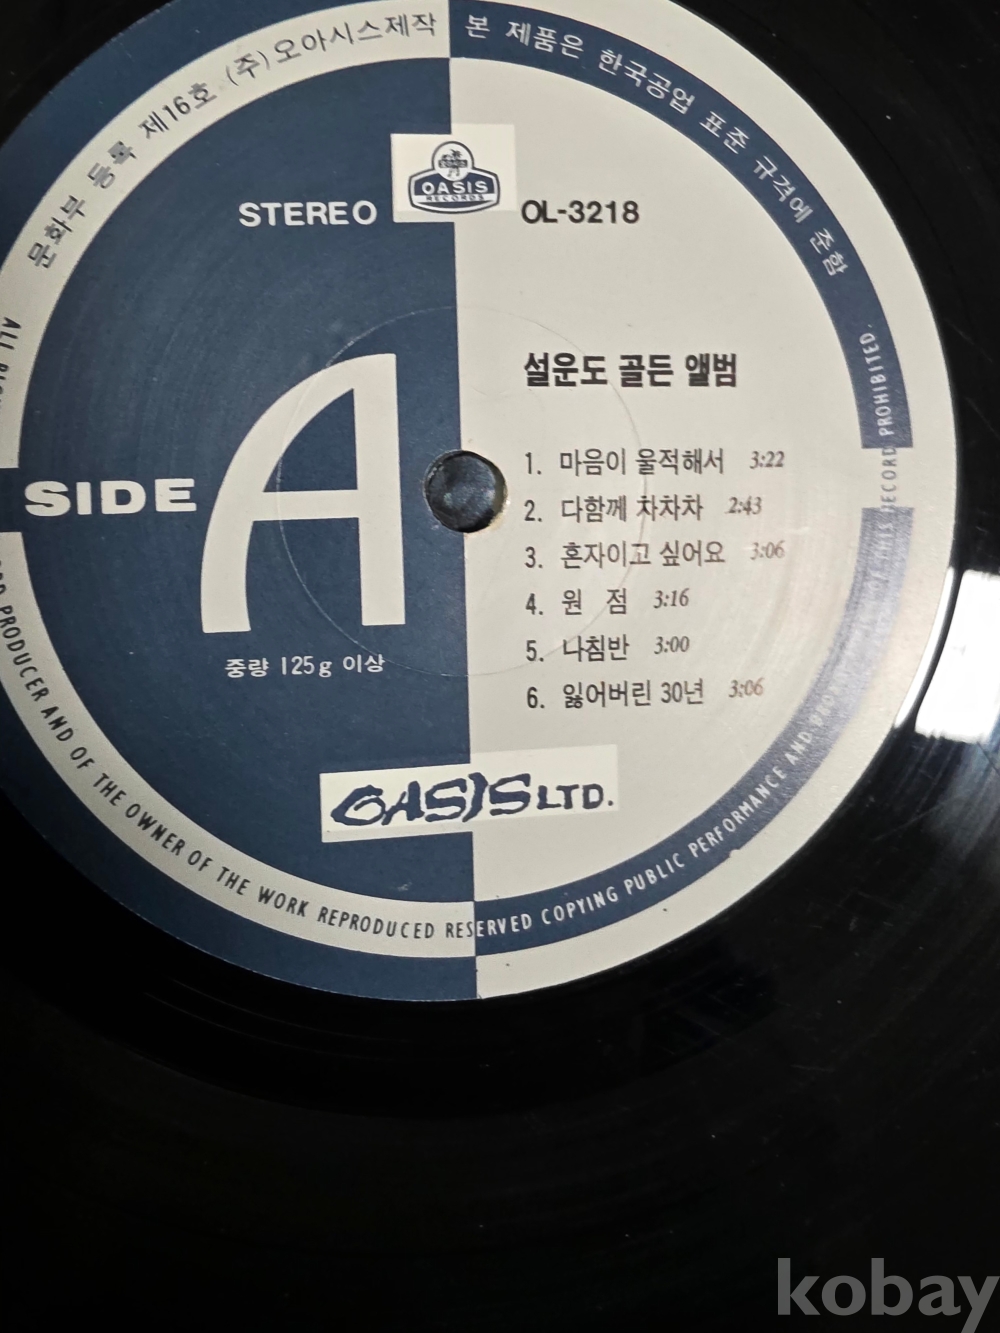 문화부 등록 제16호 (주)오아시스제작
본 제품은 한국공업 표준 규격에 준함
OASIS
RECORDS
STEREO
OL-3218
설운도 골든 앨범
1. 마음이 울적해서 3:22
2. 다함께 차차차 2:43
3. 혼자이고 싶어요 3:06
4. 원 점 3:16
5. 나침반 3:00
6. 잃어버린 30년 3:06
SIDE A
중량 125g 이상
OASIS LTD.
ALL
PRODUCER AND OF THE OWNER OF THE WORK REPRODUCED RESERVED COPYING PUBLIC PERFORMANCE AND
THIS RECORD PROHIBITED.
kobay